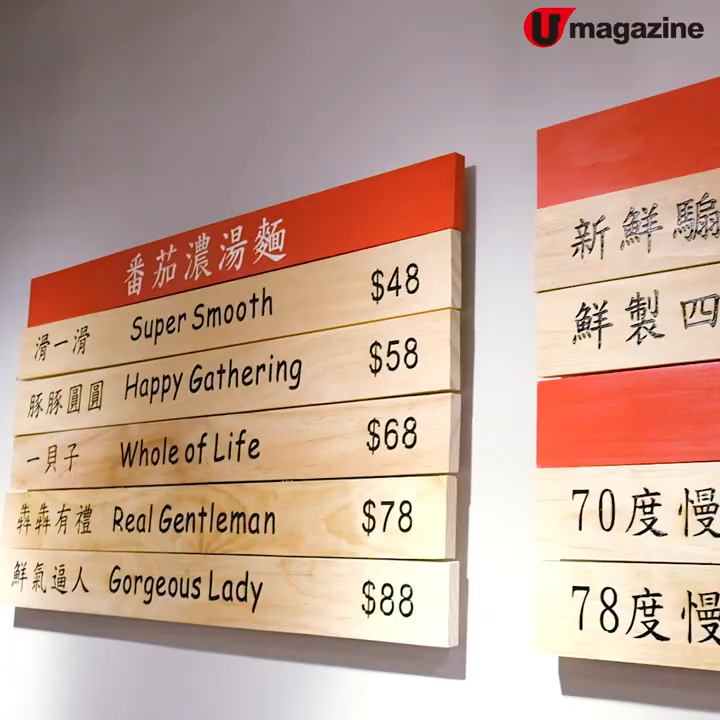 U magazine
番茄濃湯麵
滑一滑 Super Smooth $48
豚豚圓圓 Happy Gathering $58
一貝子 Whole of Life $68
犇犇有禮 Real Gentleman $78
鮮氣逼人 Gorgeous Lady $88
新鮮騸
鮮製四
70度慢
78度慢